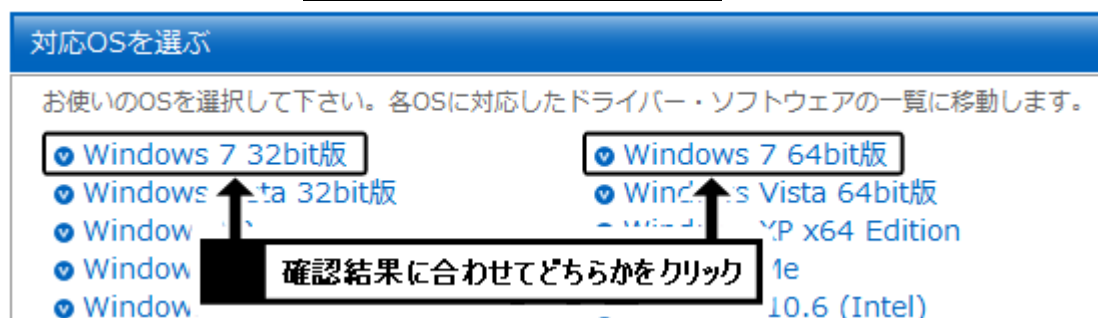 対応OSを選ぶ
お使いのOSを選択して下さい。各OSに対応したドライバー・ソフトウェアの一覧に移動します。
Windows 7 32bit版
Windows 7 64bit版
32bit版
Vista 64bit版
x64 Edition
確認結果に合わせてどちらかをクリック
10.6 (Intel)